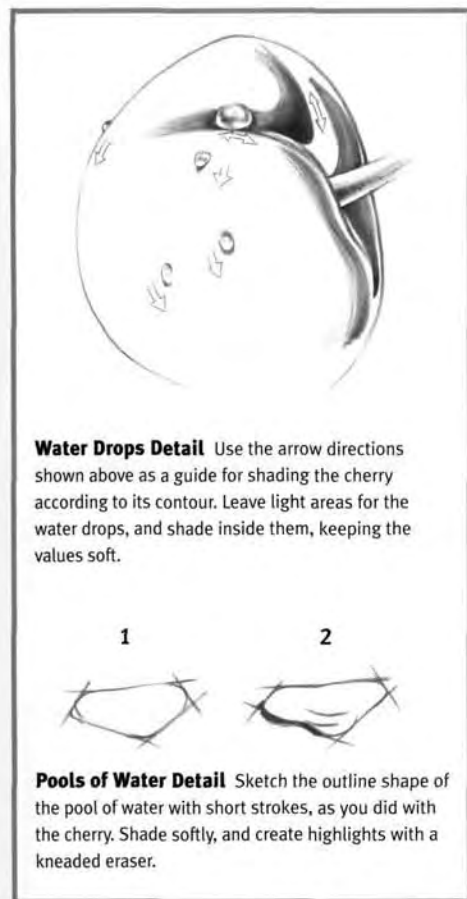 Water Drops Detail Use the arrow directions
shown above as a guide for shading the cherry
according to its contour. Leave light areas for the
water drops, and shade inside them, keeping the
values soft.
1 2
Pools of Water Detail Sketch the outline shape of
the pool of water with short strokes, as you did with
the cherry. Shade softly, and create highlights with a
kneaded eraser.